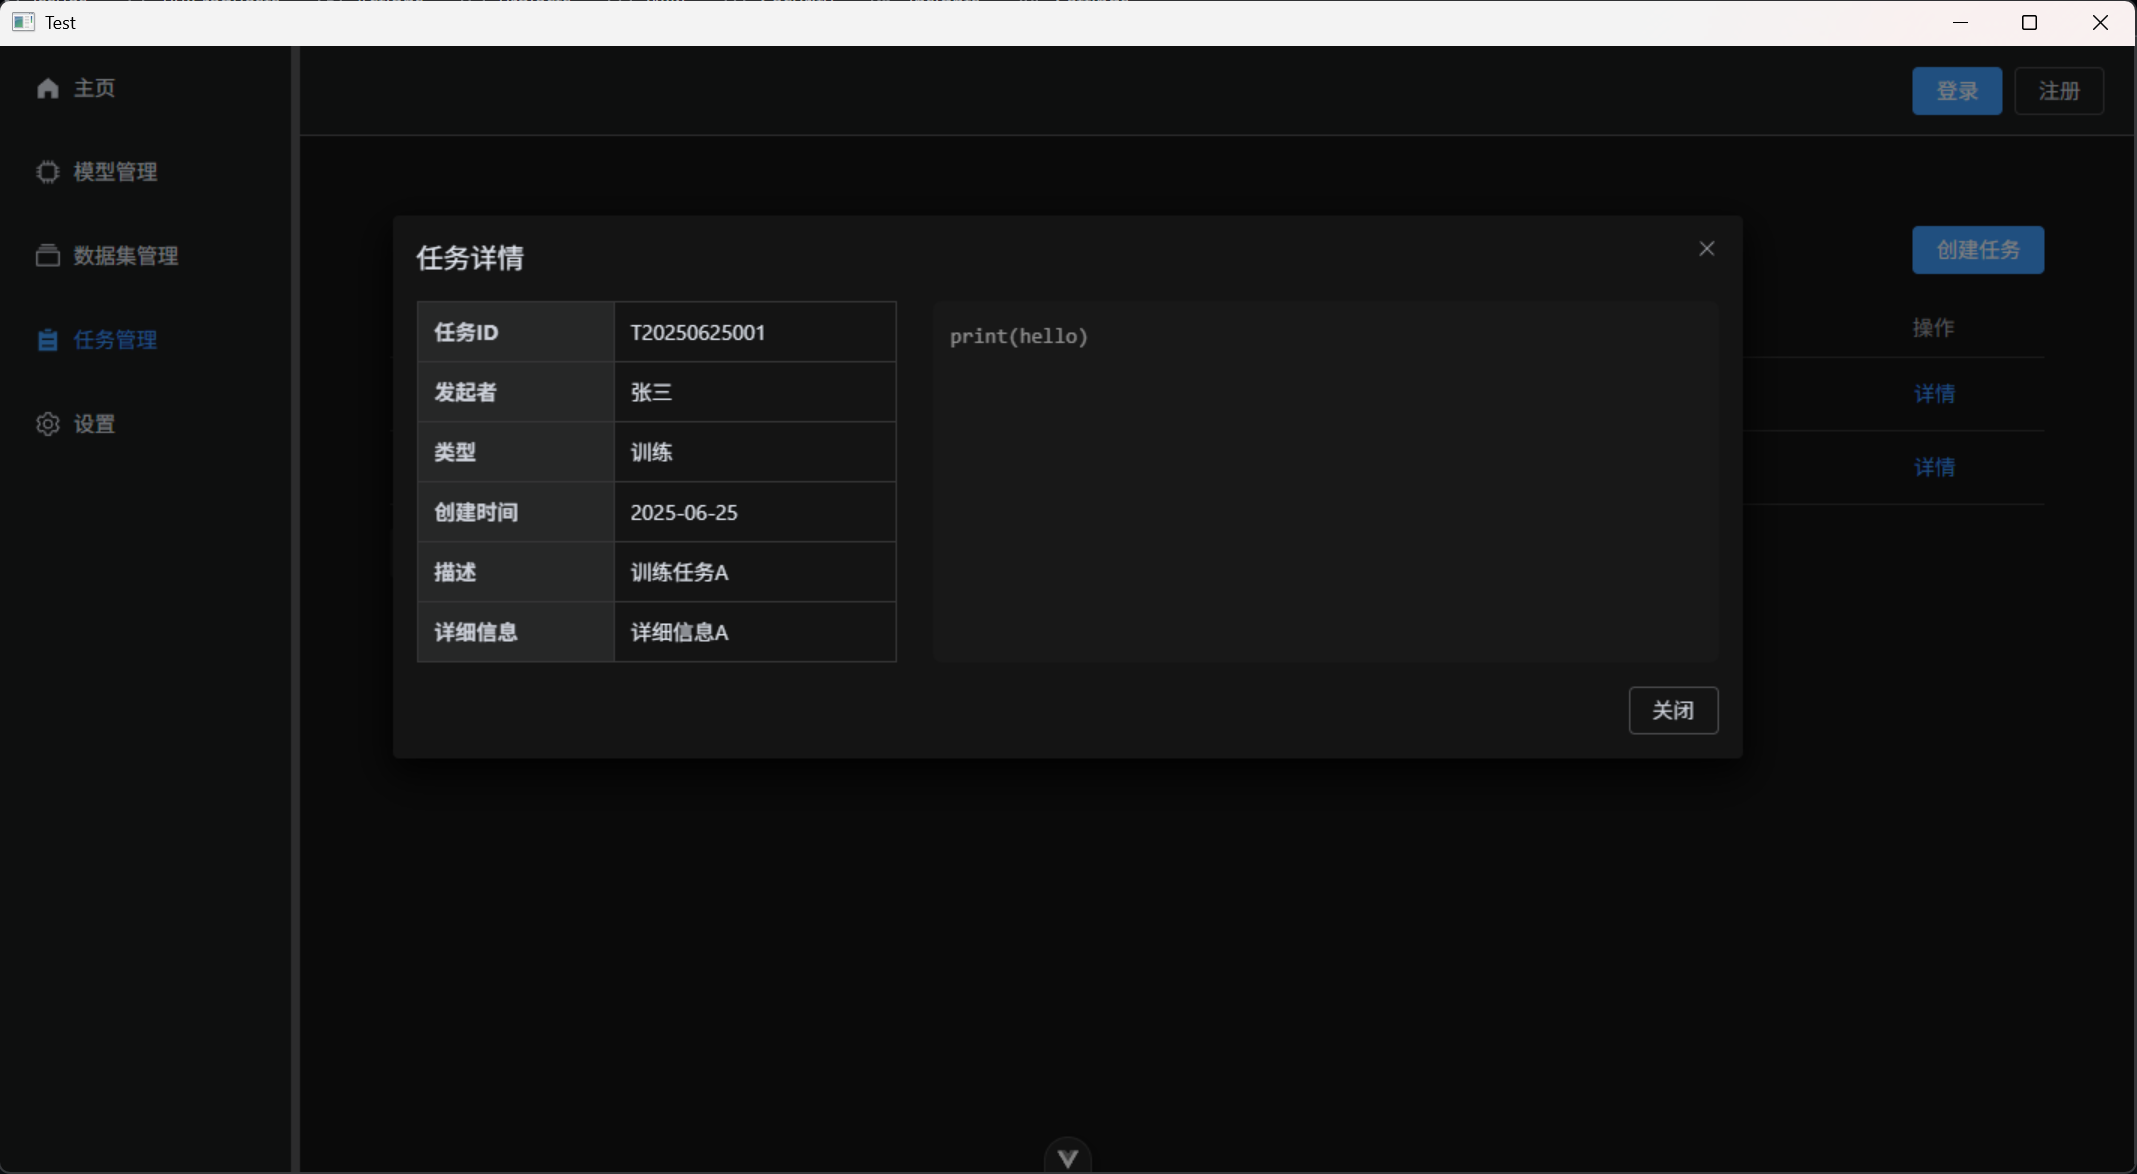 Test
主页
模型管理
数据集管理
任务管理
设置
登录 注册
创建任务
操作
详情
详情
任务详情
任务ID T20250625001
发起者 张三
类型 训练
创建时间 2025-06-25
描述 训练任务A
详细信息 详细信息A
print(hello)
关闭